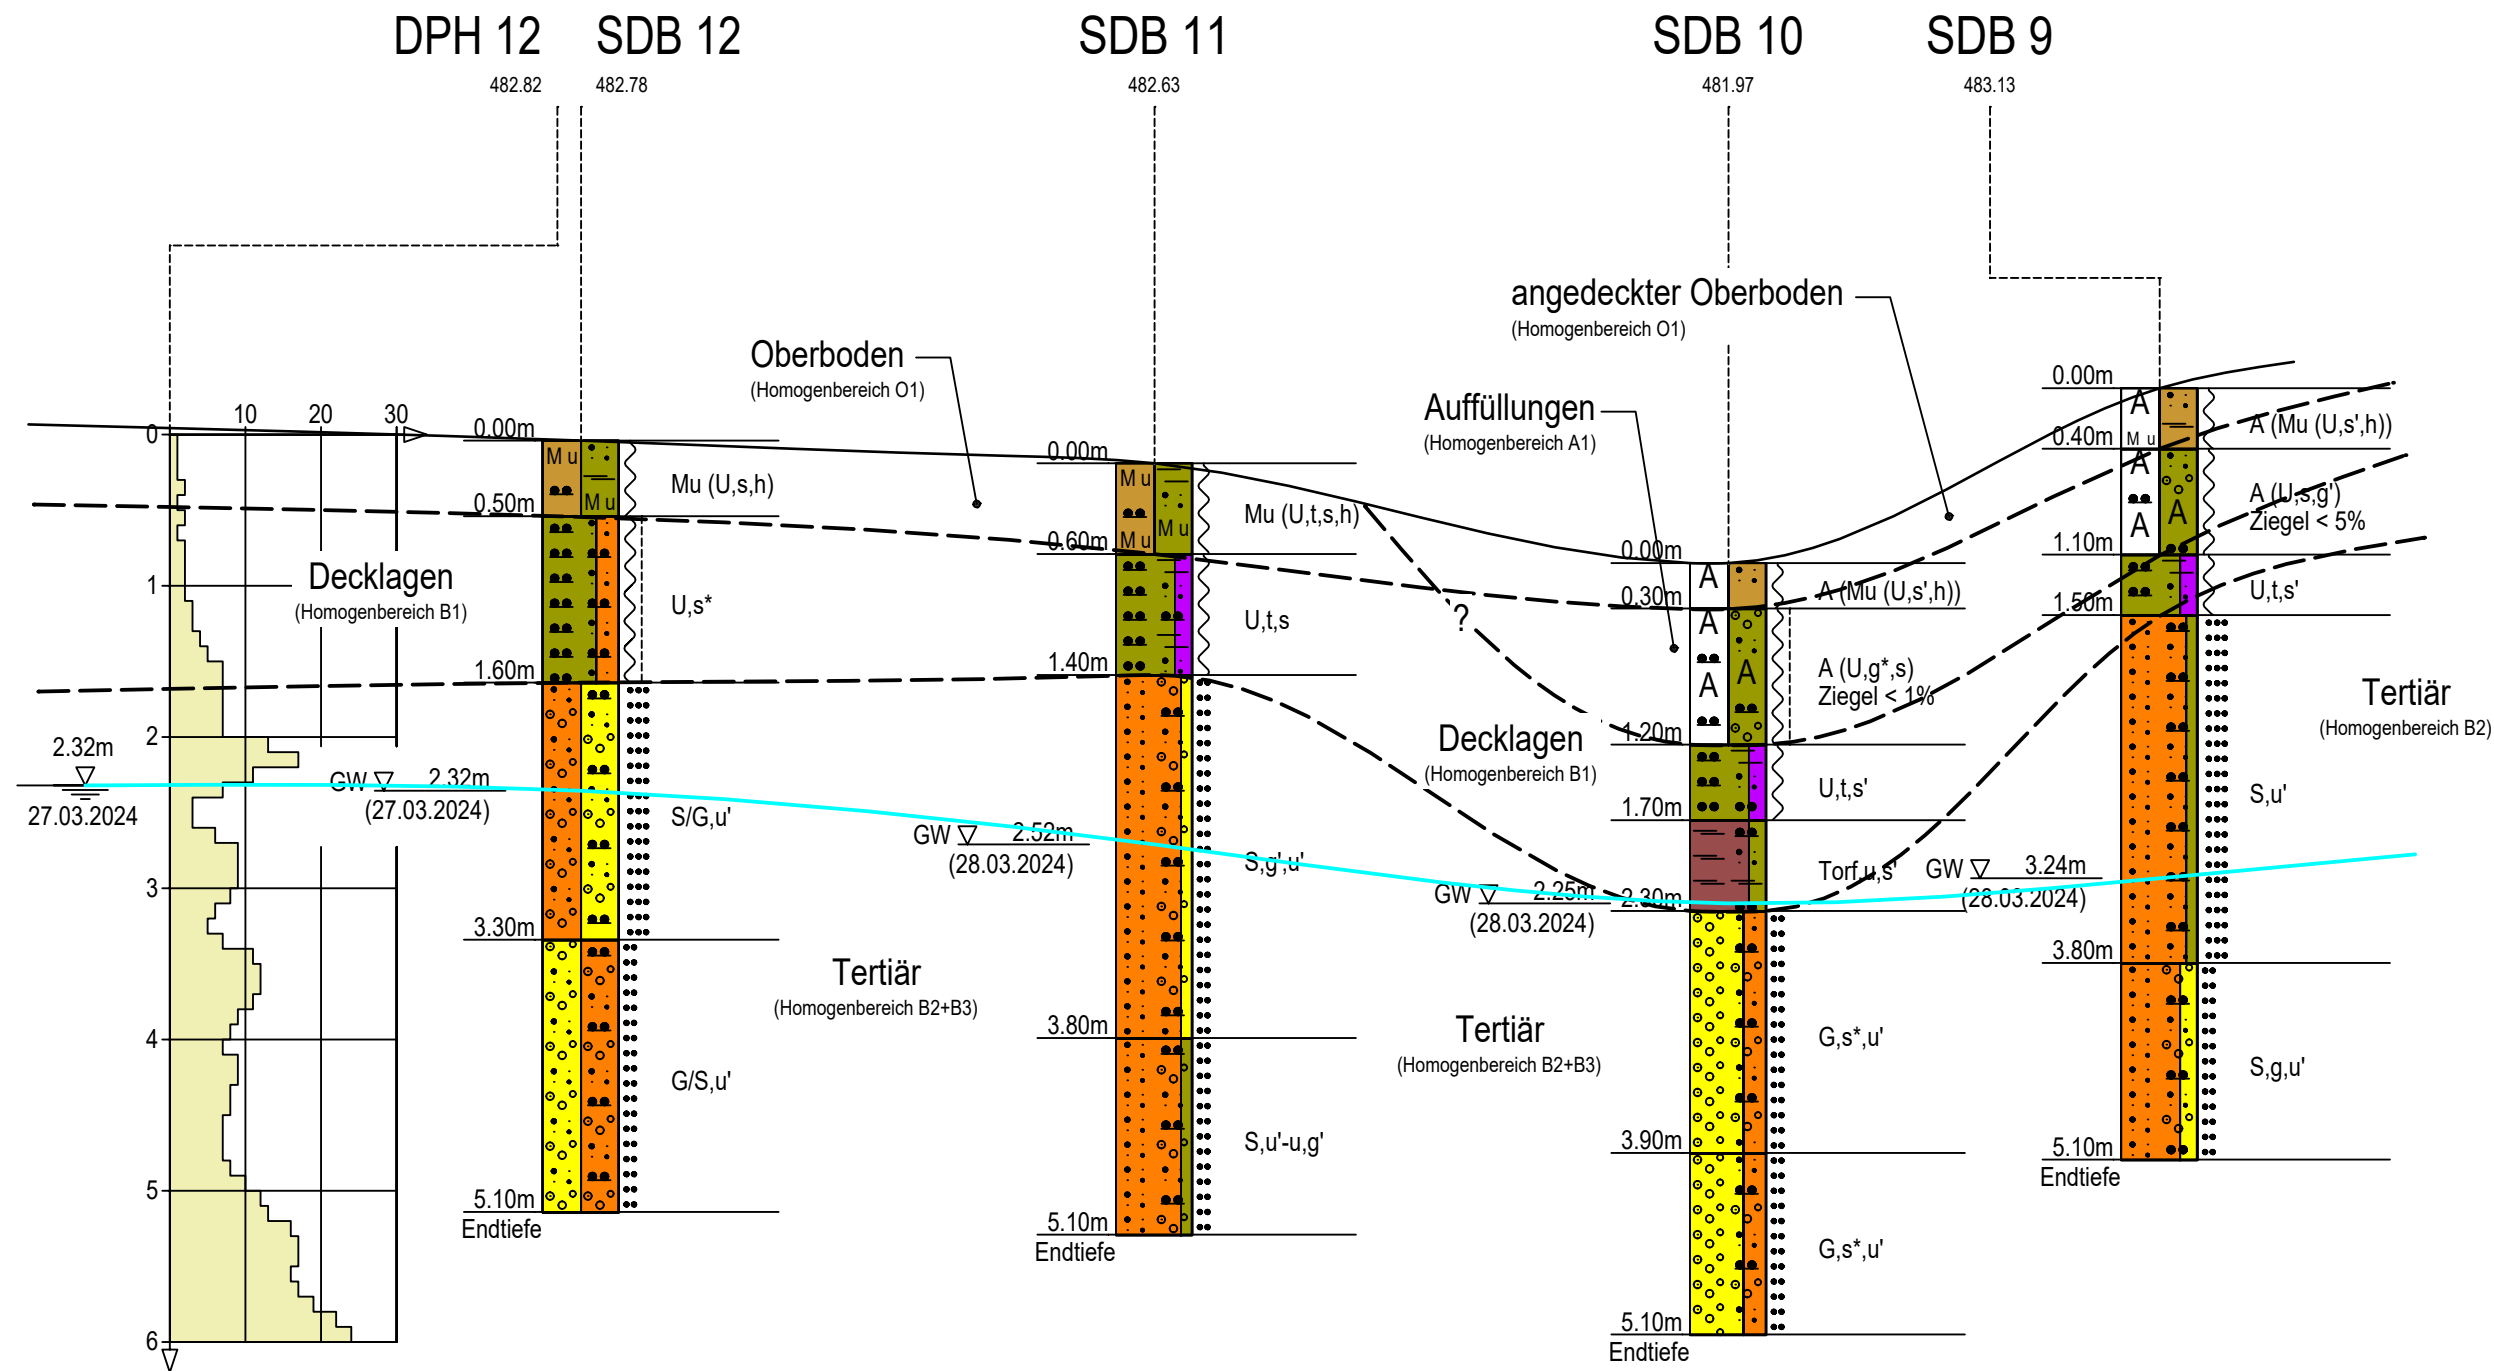 DPH 12
SDB 12
SDB 11
SDB 10
SDB 9
482.82
482.78
482.63
481.97
483.13
angedeckter Oberboden
(Homogenbereich O1)
Oberboden
(Homogenbereich O1)
Auffüllungen
(Homogenbereich A1)
10
20
30
0
1
2
3
4
5
6
2.32m
27.03.2024
Decklagen
(Homogenbereich B1)
GW
2.32m
(27.03.2024)
0.00m
Mu
Mu
Mu (U,s,h)
0.50m
U,s*
1.60m
S/G,u'
3.30m
G/S,u'
5.10m
Endtiefe
Tertiär
(Homogenbereich B2+B3)
0.00m
Mu
Mu
Mu
Mu (U,t,s,h)
0.60m
U,t,s
1.40m
GW
2.52m
(28.03.2024)
S,g',u'
3.80m
S,u'-u,g'
5.10m
Endtiefe
?
Decklagen
(Homogenbereich B1)
Tertiär
(Homogenbereich B2+B3)
0.00m
A
A (Mu (U,s',h))
0.30m
A
A
A
A (U,g*,s)
Ziegel < 1%
1.20m
U,t,s'
1.70m
Torf,u,s'
GW
2.25m
(28.03.2024)
2.30m
G,s*,u'
3.90m
G,s*,u'
5.10m
Endtiefe
0.00m
A
Mu
A (Mu (U,s',h))
0.40m
A
A
A
A (U,s,g')
Ziegel < 5%
1.10m
U,t,s'
1.50m
S,u'
GW
3.24m
(28.03.2024)
3.80m
S,g,u'
5.10m
Endtiefe
Tertiär
(Homogenbereich B2)